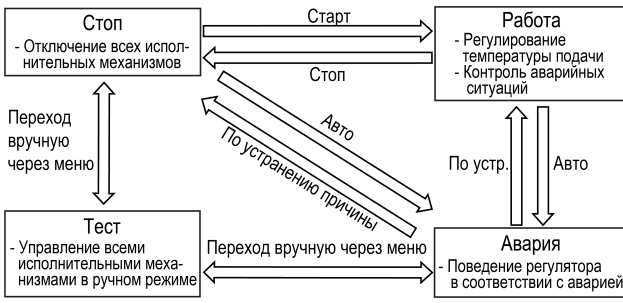 Стоп
- Отключение всех испол-
нительных механизмов
Старт
Стоп
Работа
- Регулирование
температуры подачи
- Контроль аварийных
ситуаций
Переход
вручную
через меню
Авто
По устранению причины
По устр.
Авто
Тест
- Управление всеми
исполнительными меха-
низмами в ручном режиме
Переход вручную через меню
Авария
- Поведение регулятора
в соответствии с аварией